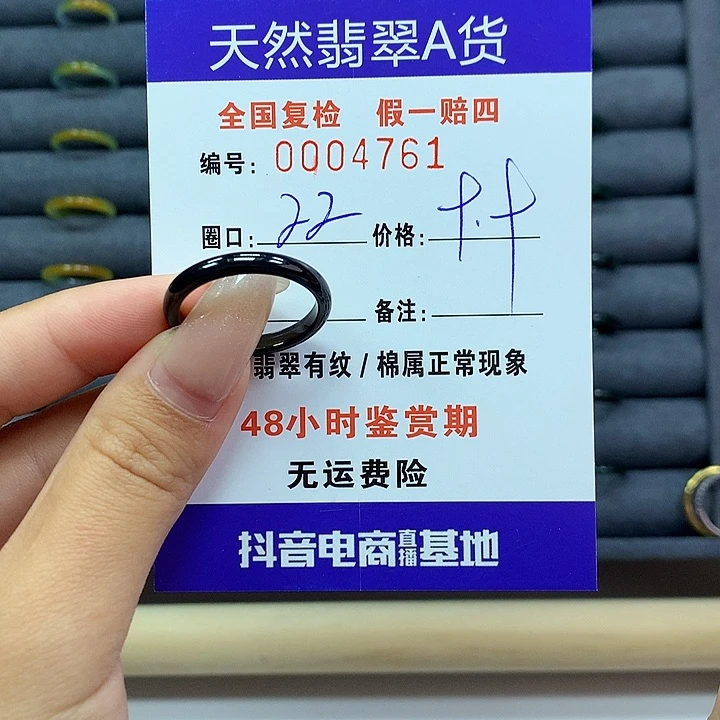 天然翡翠A货
全国复检 假一赔四
编号: 0004761
圈口: 22 价格:
备注:
翡翠有纹/棉属正常现象
48小时鉴赏期
无运费险
抖音电商直播基地